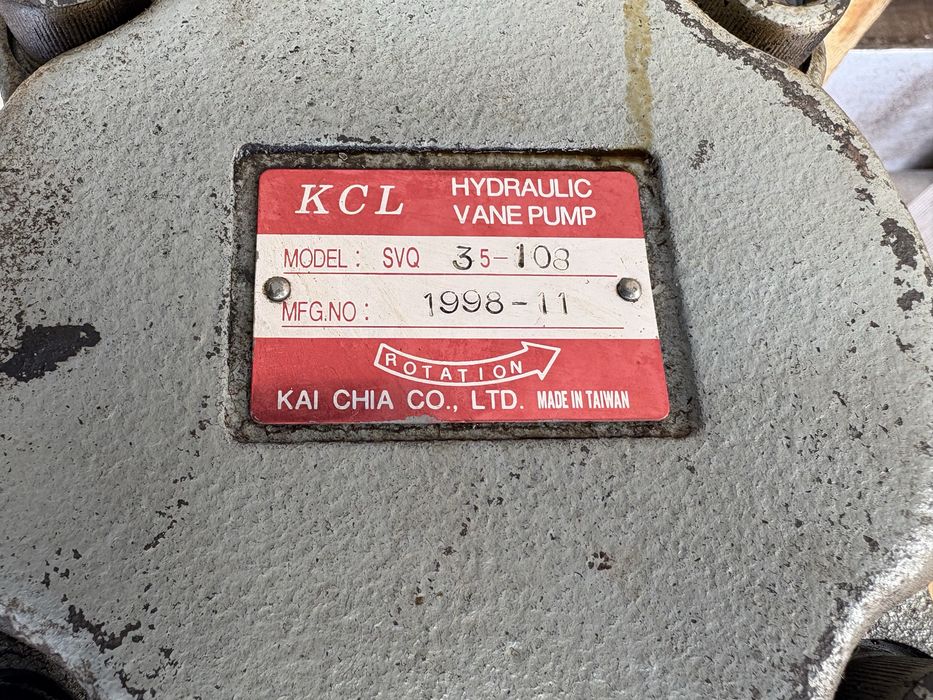 KCL HYDRAULIC
VANE PUMP
MODEL: SVQ 35-108
MFG.NO: 1998-11
ROTATION
KAI CHIA CO., LTD. MADE IN TAIWAN